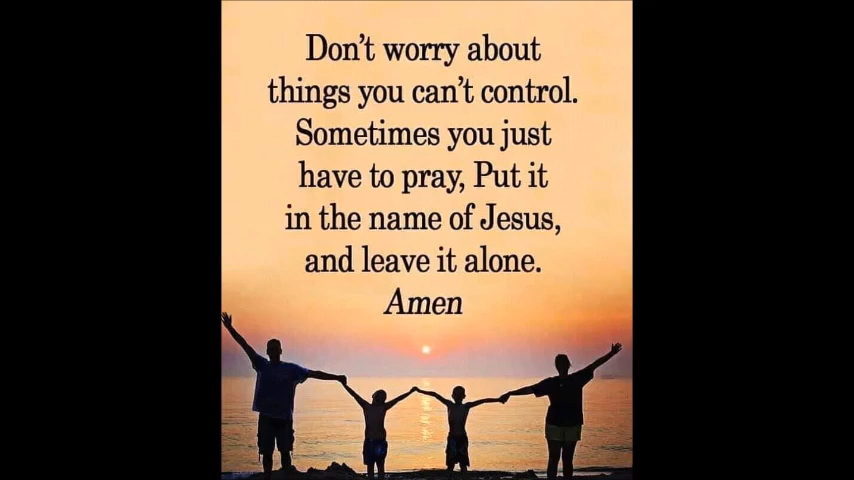 Don't worry about
things you can't control.
Sometimes you just
have to pray, Put it
in the name of Jesus,
and leave it alone.
Amen